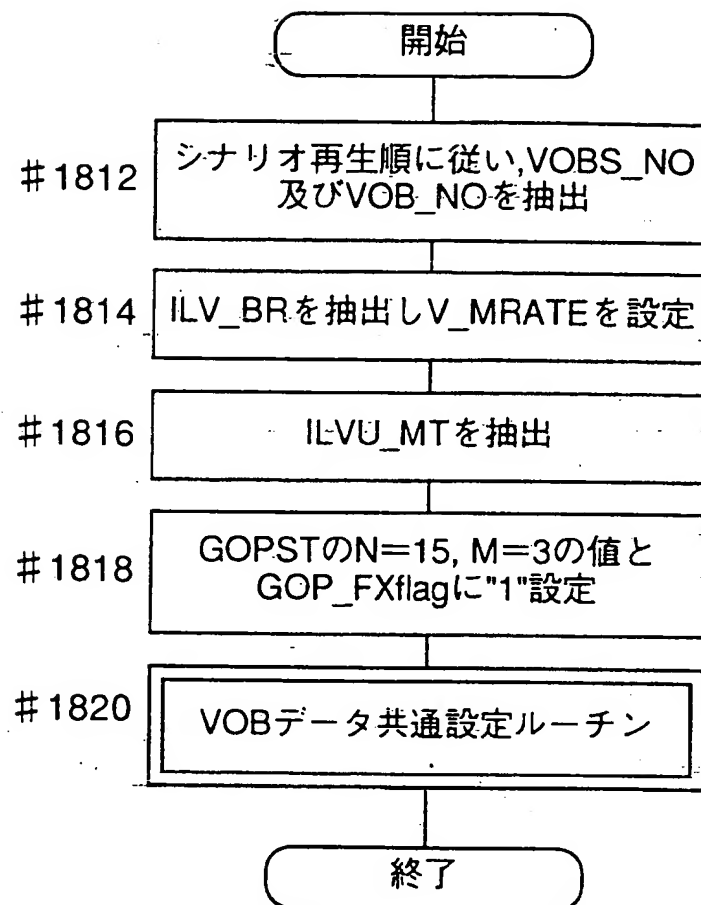 開始
#1812
シナリオ再生順に従い,VOBS_NO
及びVOB_NOを抽出
#1814
ILV_BRを抽出しV_MRATEを設定
#1816
ILVU_MTを抽出
#1818
GOPSTのN=15, M=3の値と
GOP_FXflagに"1"設定
#1820
VOBデータ共通設定ルーチン
終了